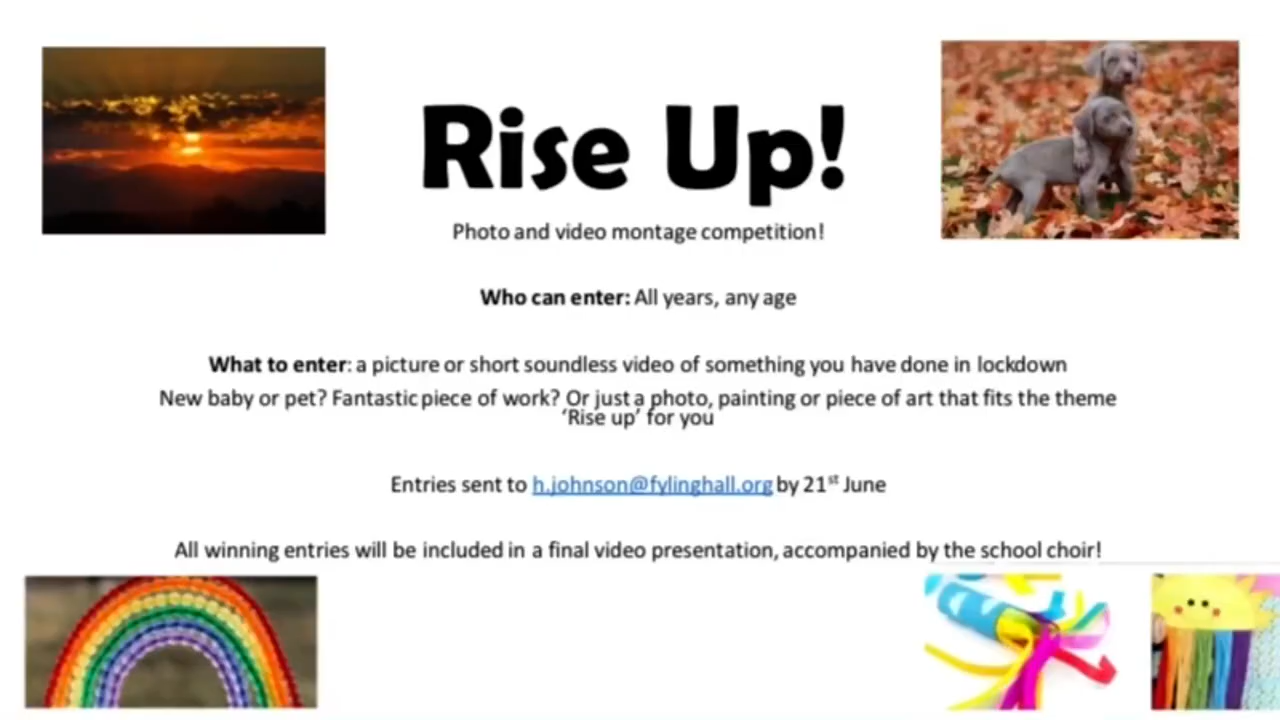 Rise Up!
Photo and video montage competition!
Who can enter: All years, any age
What to enter: a picture or short soundless video of something you have done in lockdown
New baby or pet? Fantastic piece of work? Or just a photo, painting or piece of art that fits the theme
‘Rise up’ for you
Entries sent to h.johnson@fylinghall.org by 21st June
All winning entries will be included in a final video presentation, accompanied by the school choir!